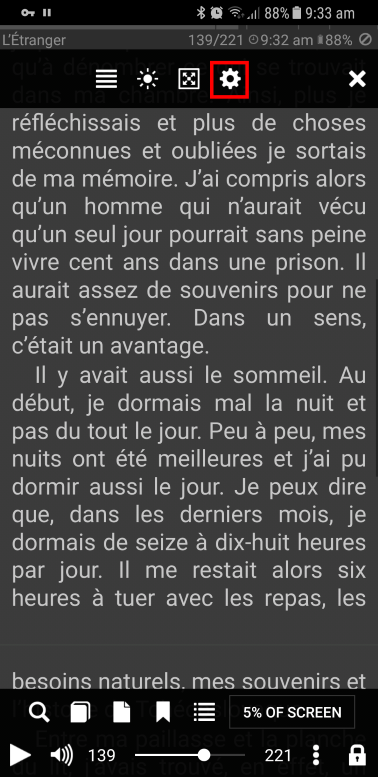 88% 9:33 am
L'Étranger 139/221 9:32 am 88%
qu'à dé se trouvait
dans ma chambre. Ainsi, plus je
réfléchissais et plus de choses
méconnues et oubliées je sortais
de ma mémoire. J'ai compris alors
qu'un homme qui n'aurait vécu
qu'un seul jour pourrait sans peine
vivre cent ans dans une prison. Il
aurait assez de souvenirs pour ne
pas s'ennuyer. Dans un sens,
c'était un avantage.
Il y avait aussi le sommeil. Au
début, je dormais mal la nuit et
pas du tout le jour. Peu à peu, mes
nuits ont été meilleures et j'ai pu
dormir aussi le jour. Je peux dire
que, dans les derniers mois, je
dormais de seize à dix-huit heures
par jour. Il me restait alors six
heures à tuer avec les repas, les
besoins naturels, mes souvenirs et
5% OF SCREEN
Entre ma paillasse et la planche
139 221